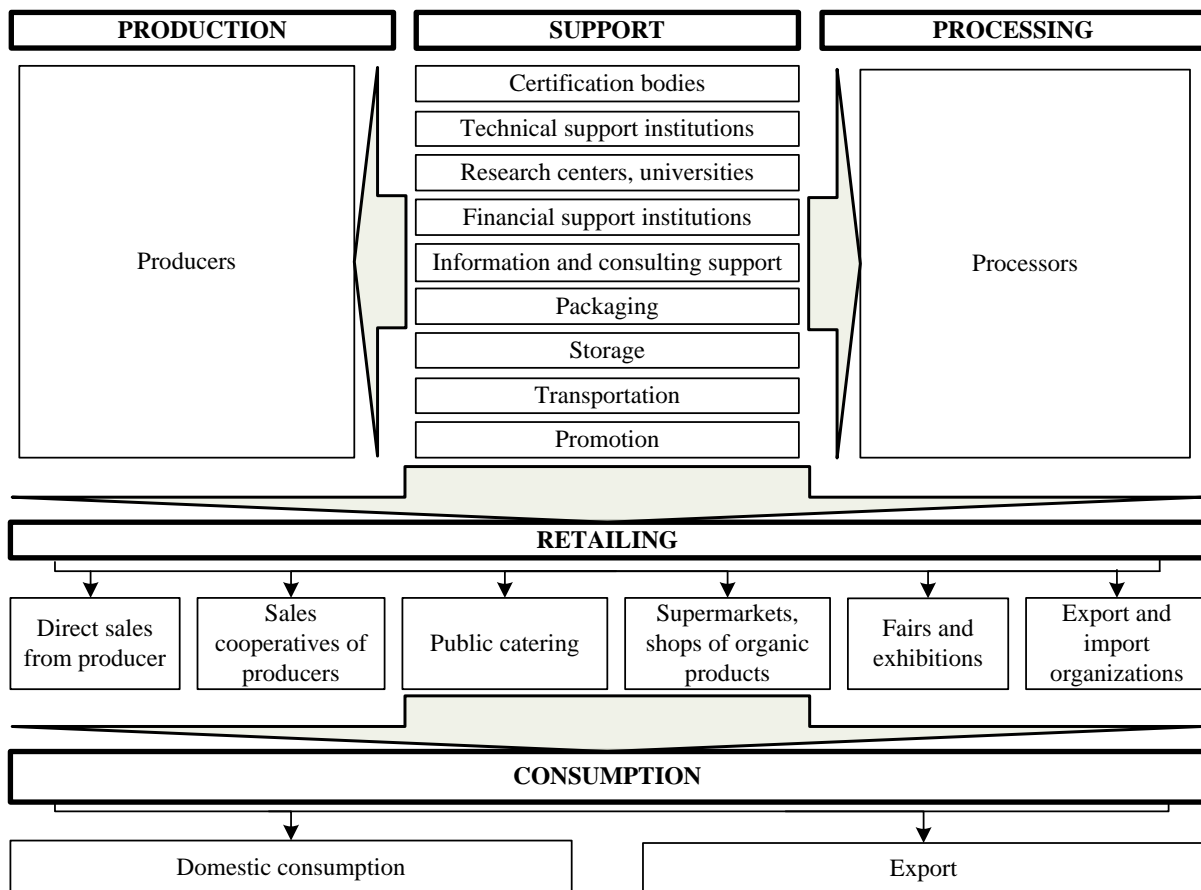 PRODUCTION
SUPPORT
PROCESSING
Producers
Certification bodies
Technical support institutions
Research centers, universities
Financial support institutions
Information and consulting support
Packaging
Storage
Transportation
Promotion
Processors
RETAILING
Direct sales
from producer
Sales
cooperatives of
producers
Public catering
Supermarkets,
shops of organic
products
Fairs and
exhibitions
Export and
import
organizations
CONSUMPTION
Domestic consumption
Export